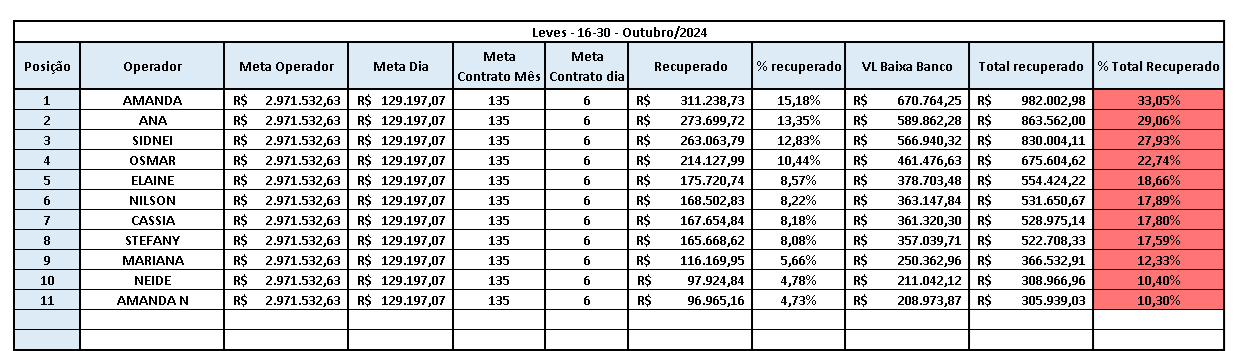 Leves - 16-30 - Outubro/2024
Posição Operador Meta Operador Meta Dia Meta Contrato Mês Meta Contrato dia Recuperado % recuperado VL Baixa Banco Total recuperado % Total Recuperado
1 AMANDA R$ 2.971.532,63 R$ 129.197,07 135 6 R$ 311.238,73 15,18% R$ 670.764,25 R$ 982.002,98 33,05%
2 ANA R$ 2.971.532,63 R$ 129.197,07 135 6 R$ 273.699,72 13,35% R$ 589.862,28 R$ 863.562,00 29,06%
3 SIDNEI R$ 2.971.532,63 R$ 129.197,07 135 6 R$ 263.063,79 12,83% R$ 566.940,32 R$ 830.004,11 27,93%
4 OSMAR R$ 2.971.532,63 R$ 129.197,07 135 6 R$ 214.127,99 10,44% R$ 461.476,63 R$ 675.604,62 22,74%
5 ELAINE R$ 2.971.532,63 R$ 129.197,07 135 6 R$ 175.720,74 8,57% R$ 378.703,48 R$ 554.424,22 18,66%
6 NILSON R$ 2.971.532,63 R$ 129.197,07 135 6 R$ 168.502,83 8,22% R$ 363.147,84 R$ 531.650,67 17,89%
7 CASSIA R$ 2.971.532,63 R$ 129.197,07 135 6 R$ 167.654,84 8,18% R$ 361.320,30 R$ 528.975,14 17,80%
8 STEFANY R$ 2.971.532,63 R$ 129.197,07 135 6 R$ 165.668,62 8,08% R$ 357.039,71 R$ 522.708,33 17,59%
9 MARIANA R$ 2.971.532,63 R$ 129.197,07 135 6 R$ 116.169,95 5,66% R$ 250.362,96 R$ 366.532,91 12,33%
10 NEIDE R$ 2.971.532,63 R$ 129.197,07 135 6 R$ 97.924,84 4,78% R$ 211.042,12 R$ 308.966,96 10,40%
11 AMANDA N R$ 2.971.532,63 R$ 129.197,07 135 6 R$ 96.965,16 4,73% R$ 208.973,87 R$ 305.939,03 10,30%